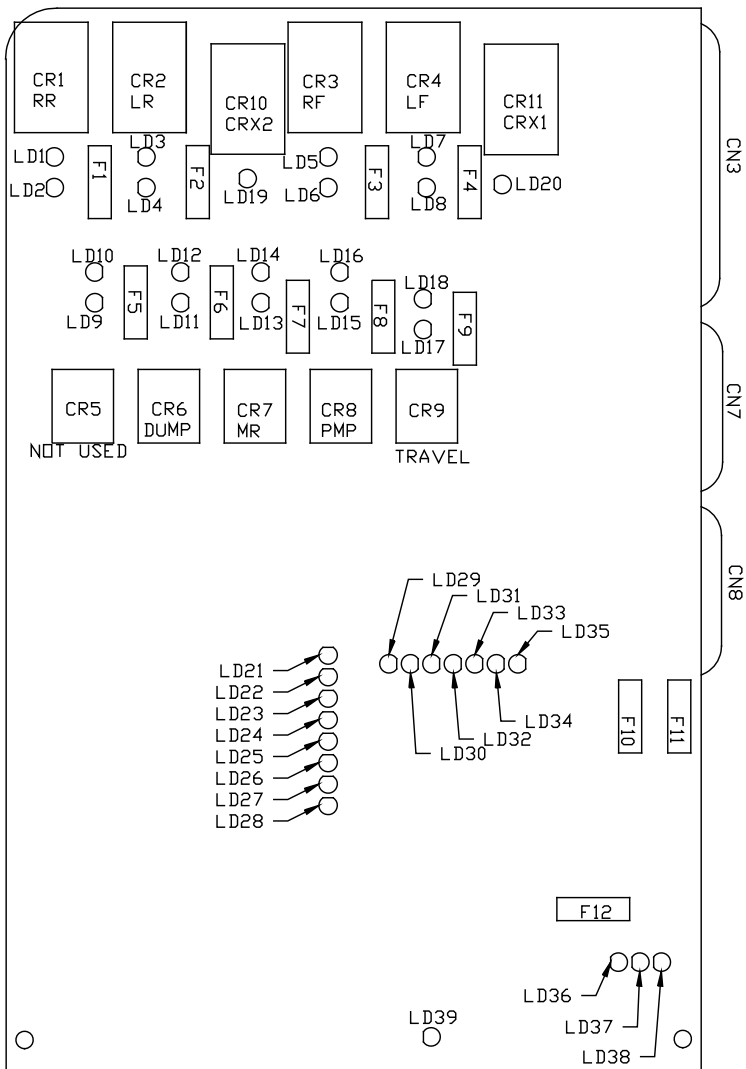 CR1
RR
CR2
LR
CR10
CRX2
CR3
RF
CR4
LF
CR11
CRX1
CN3
LD1
LD2
F1
LD3
LD4
F2
LD19
LD5
LD6
F3
LD7
LD8
F4
LD20
LD10
LD9
F5
LD12
LD11
F6
LD14
LD13
F7
LD16
LD15
F8
LD18
LD17
F9
CN7
CR5
NOT USED
CR6
DUMP
CR7
MR
CR8
PMP
CR9
TRAVEL
CN8
LD29
LD31
LD33
LD35
LD21
LD22
LD23
LD24
LD25
LD26
LD27
LD28
LD34
LD32
LD30
F10
F11
F12
LD36
LD37
LD38
LD39